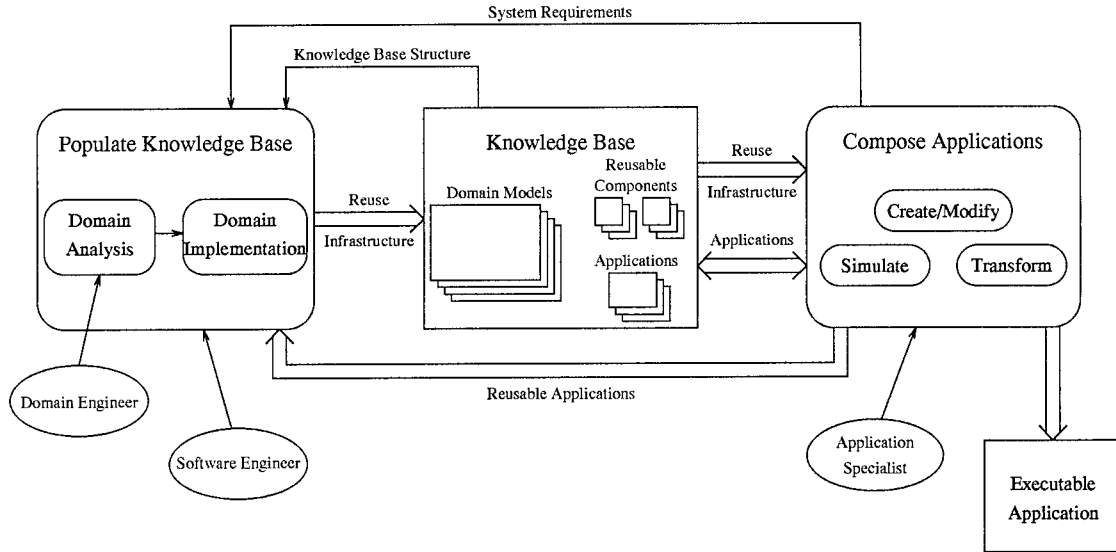 System Requirements
Knowledge Base Structure
Populate Knowledge Base
Domain
Analysis
Domain
Implementation
Reuse
Infrastructure
Knowledge Base
Domain Models
Reusable
Components
Applications
Reuse
Infrastructure
Applications
Compose Applications
Create/Modify
Simulate
Transform
Reusable Applications
Domain Engineer
Software Engineer
Application
Specialist
Executable
Application